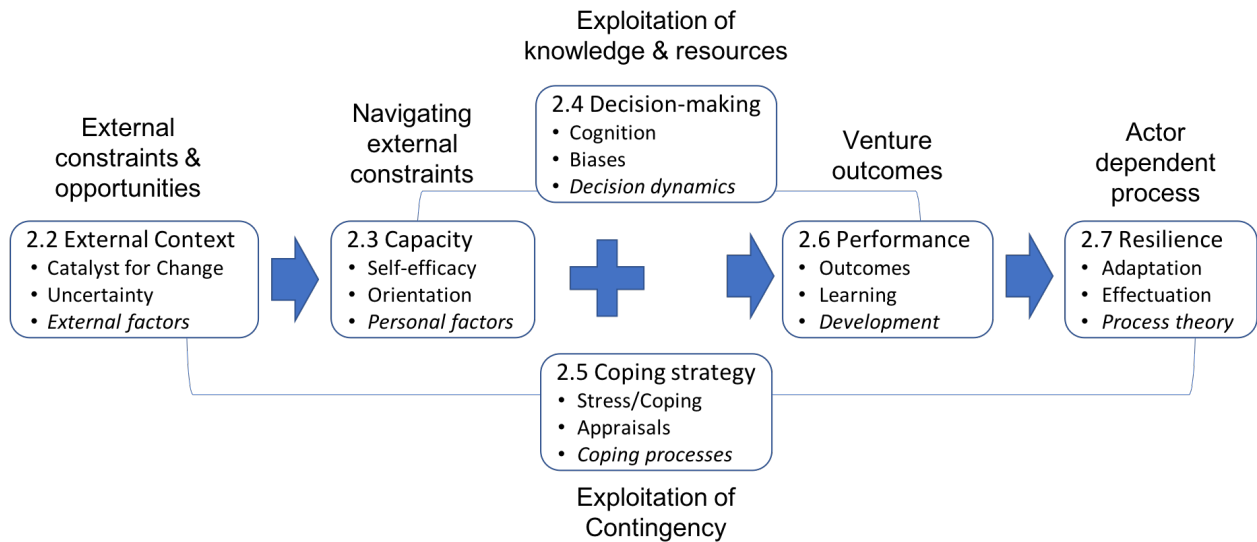 Exploitation of
knowledge & resources
2.4 Decision-making
• Cognition
• Biases
• Decision dynamics
External
constraints &
opportunities
2.2 External Context
• Catalyst for Change
• Uncertainty
• External factors
Navigating
external
constraints
2.3 Capacity
• Self-efficacy
• Orientation
• Personal factors
Venture
outcomes
2.6 Performance
• Outcomes
• Learning
• Development
Actor
dependent
process
2.7 Resilience
• Adaptation
• Effectuation
• Process theory
2.5 Coping strategy
• Stress/Coping
• Appraisals
• Coping processes
Exploitation of
Contingency